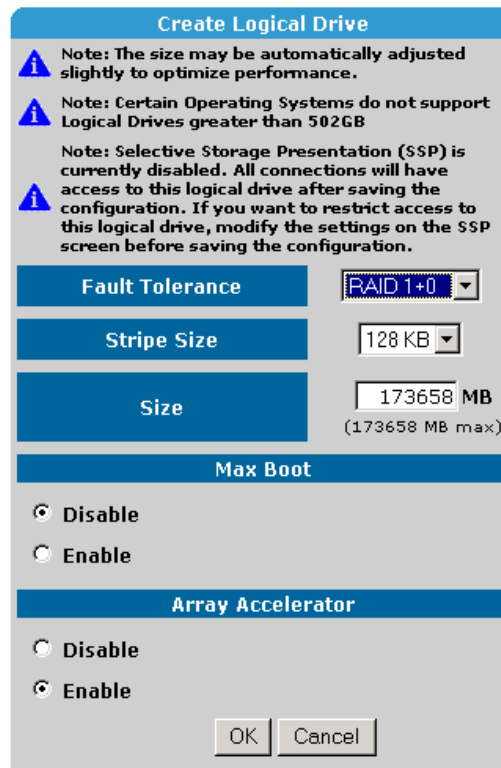 Create Logical Drive
Note: The size may be automatically adjusted
slightly to optimize performance.
Note: Certain Operating Systems do not support
Logical Drives greater than 502GB
Note: Selective Storage Presentation (SSP) is
currently disabled. All connections will have
access to this logical drive after saving the
configuration. If you want to restrict access to
this logical drive, modify the settings on the SSP
screen before saving the configuration.
Fault Tolerance RAID 1+0
Stripe Size 128 KB
Size 173658 MB
(173658 MB max)
Max Boot
Disable
Enable
Array Accelerator
Disable
Enable
OK Cancel